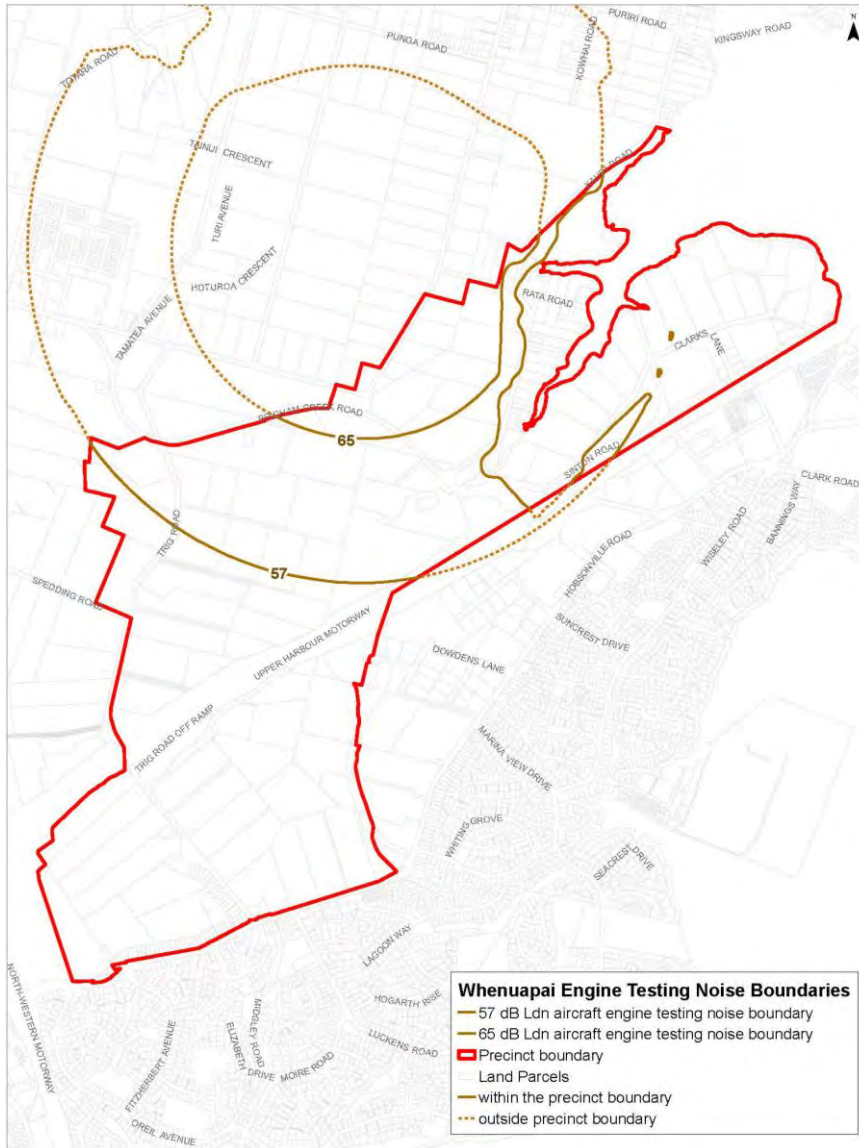 N
PURIRI ROAD
KINGSWAY ROAD
PUNGA ROAD
KOWHAI ROAD
TOTARA ROAD
TAINUI CRESCENT
KAURI ROAD
TURI AVENUE
HOTUROA CRESCENT
RATA ROAD
TAMATEA AVENUE
CLARKS LANE
BRIGHAM CREEK ROAD
65
SINTON ROAD
CLARK ROAD
TRIG ROAD
BANNINGS WAY
WISELEY ROAD
HOBSONVILLE ROAD
57
SPEDDING ROAD
SUNCREST DRIVE
UPPER HARBOUR MOTORWAY
DOWDENS LANE
TRIG ROAD OFF RAMP
MARINA VIEW DRIVE
WHITING GROVE
SEACREST DRIVE
LAGOON WAY
NORTH-WESTERN MOTORWAY
HOGARTH RISE
MIDGLEY ROAD
LUCKENS ROAD
ELIZABETH DRIVE
MOIRE ROAD
FITZHERBERT AVENUE
DREIL AVENUE
Whenuapai Engine Testing Noise Boundaries
57 dB Ldn aircraft engine testing noise boundary
65 dB Ldn aircraft engine testing noise boundary
Precinct boundary
Land Parcels
within the precinct boundary
outside precinct boundary